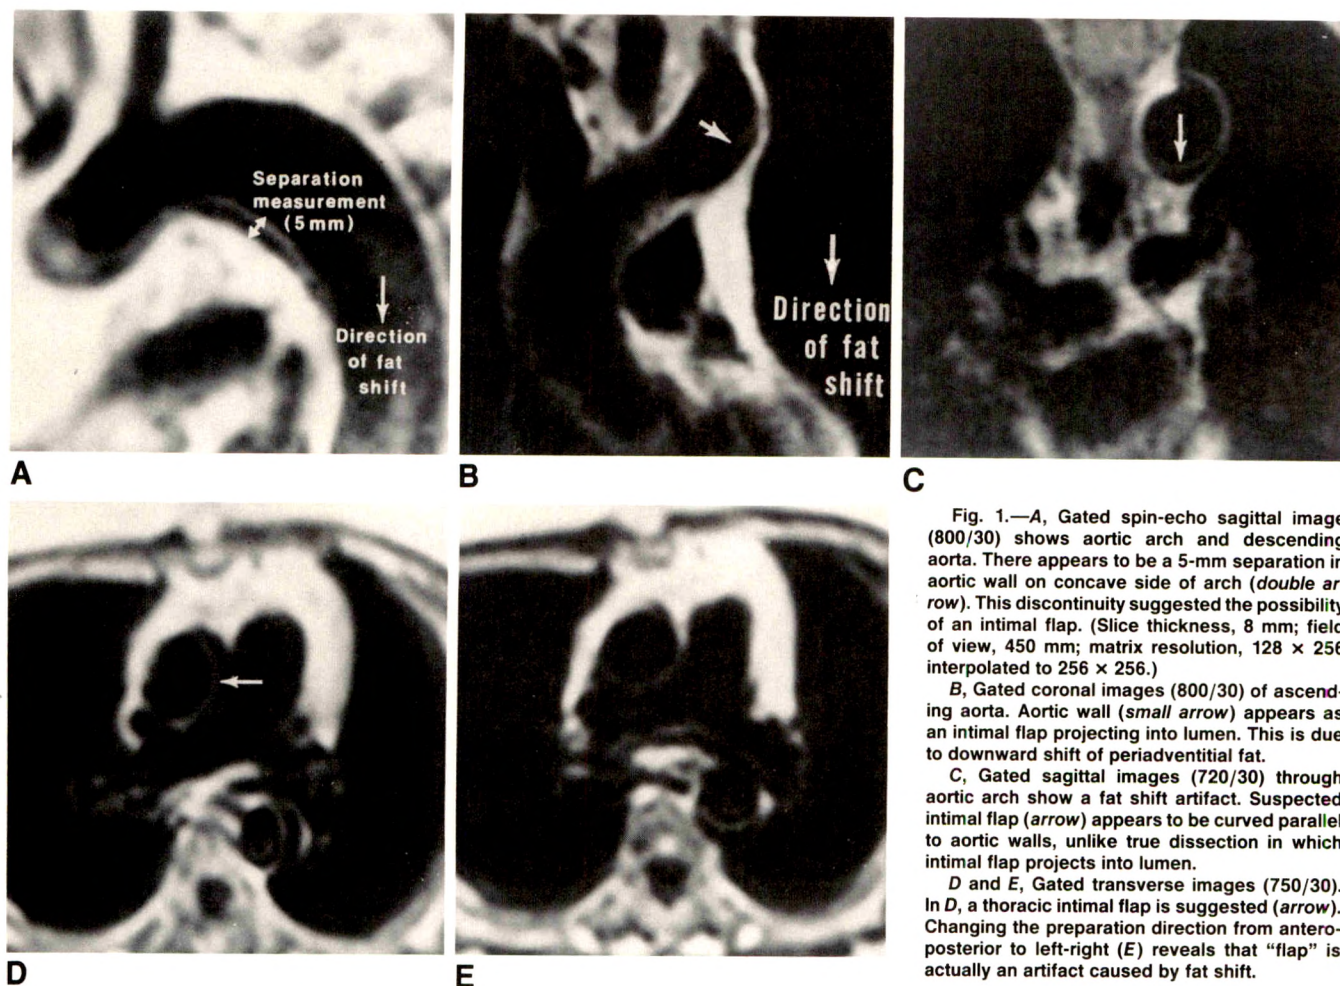 Separation
measurement
(5mm)
Direction
of fat
shift
A
Direction
of fat
shift
B
C
D
E
Fig. 1.—A, Gated spin-echo sagittal image
(800/30) shows aortic arch and descending
aorta. There appears to be a 5-mm separation in
aortic wall on concave side of arch (double ar-
row). This discontinuity suggested the possibility
of an intimal flap. (Slice thickness, 8 mm; field
of view, 450 mm; matrix resolution, 128 × 256
interpolated to 256 × 256.)
B, Gated coronal images (800/30) of ascend-
ing aorta. Aortic wall (small arrow) appears as
an intimal flap projecting into lumen. This is due
to downward shift of periadventitial fat.
C, Gated sagittal images (720/30) through
aortic arch show a fat shift artifact. Suspected
intimal flap (arrow) appears to be curved parallel
to aortic walls, unlike true dissection in which
intimal flap projects into lumen.
D and E, Gated transverse images (750/30).
In D, a thoracic intimal flap is suggested (arrow).
Changing the preparation direction from antero-
posterior to left-right (E) reveals that “flap” is
actually an artifact caused by fat shift.